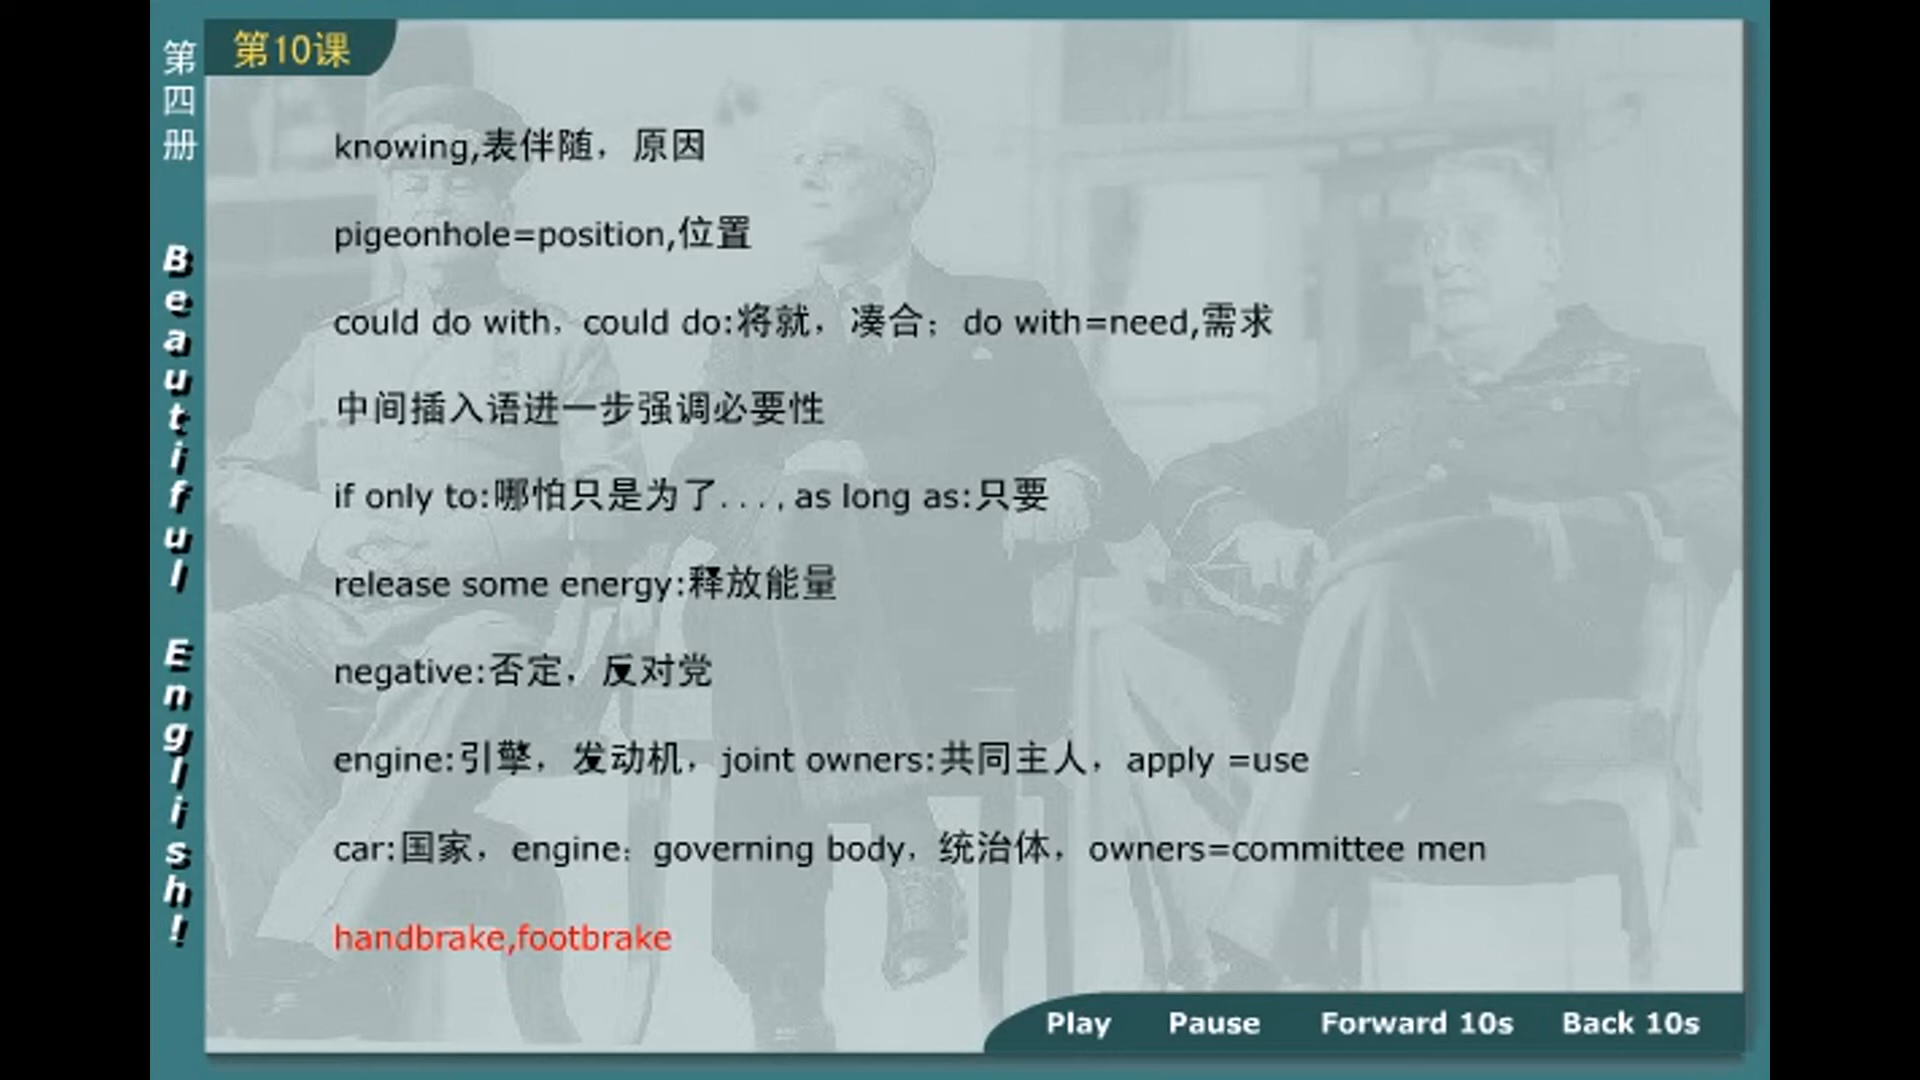 第四册
Beautiful English!
第10课
knowing,表伴随，原因
pigeonhole=position,位置
could do with，could do:将就，凑合；do with=need,需求
中间插入语进一步强调必要性
if only to:哪怕只是为了...,as long as:只要
release some energy:释放能量
negative:否定，反对党
engine:引擎，发动机，joint owners:共同主人，apply =use
car:国家，engine：governing body，统治体，owners=committee men
handbrake,footbrake
Play Pause Forward 10s Back 10s